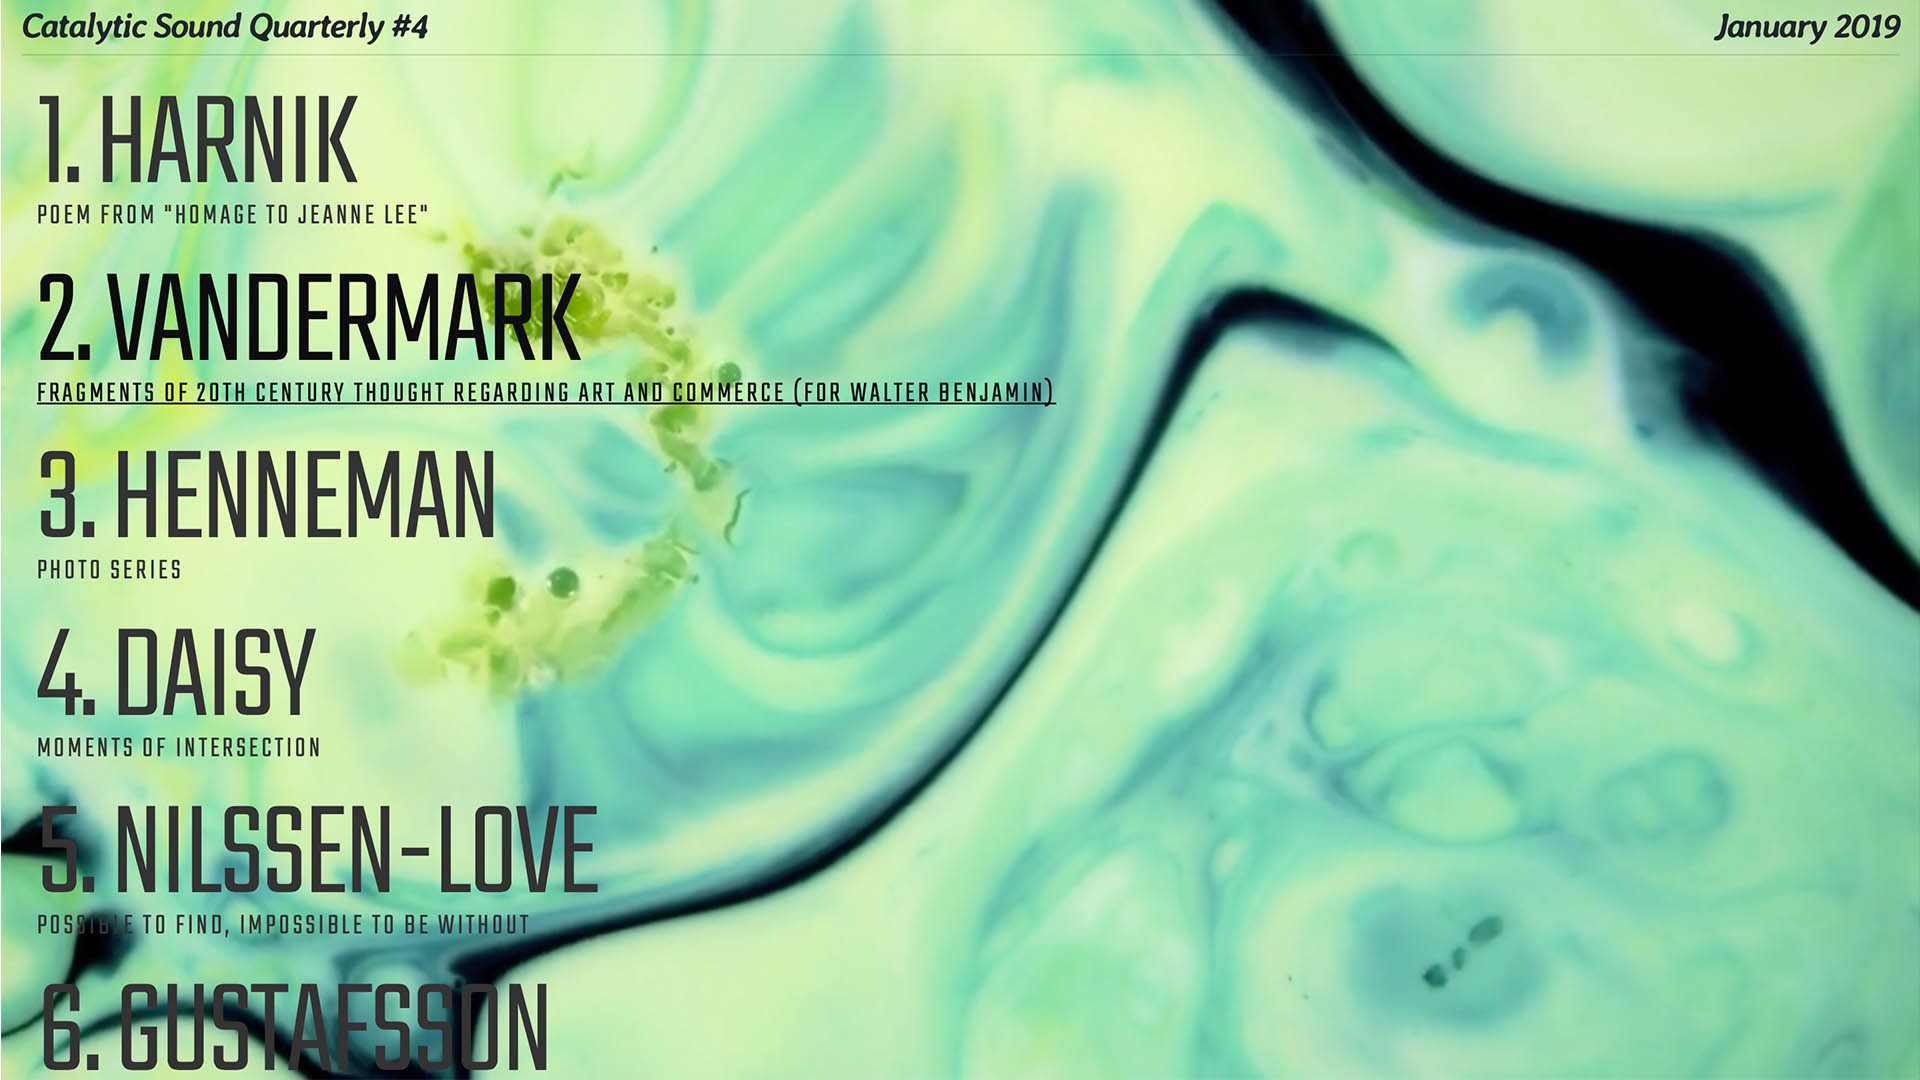 Catalytic Sound Quarterly #4
January 2019
1. HARNIK
POEM FROM "HOMAGE TO JEANNE LEE"
2. VANDERMARK
FRAGMENTS OF 20TH CENTURY THOUGHT REGARDING ART AND COMMERCE (FOR WALTER BENJAMIN)
3. HENNEMAN
PHOTO SERIES
4. DAISY
MOMENTS OF INTERSECTION
5. NILSSEN-LOVE
POSSIBLE TO FIND, IMPOSSIBLE TO BE WITHOUT
6. GUSTAFSSON